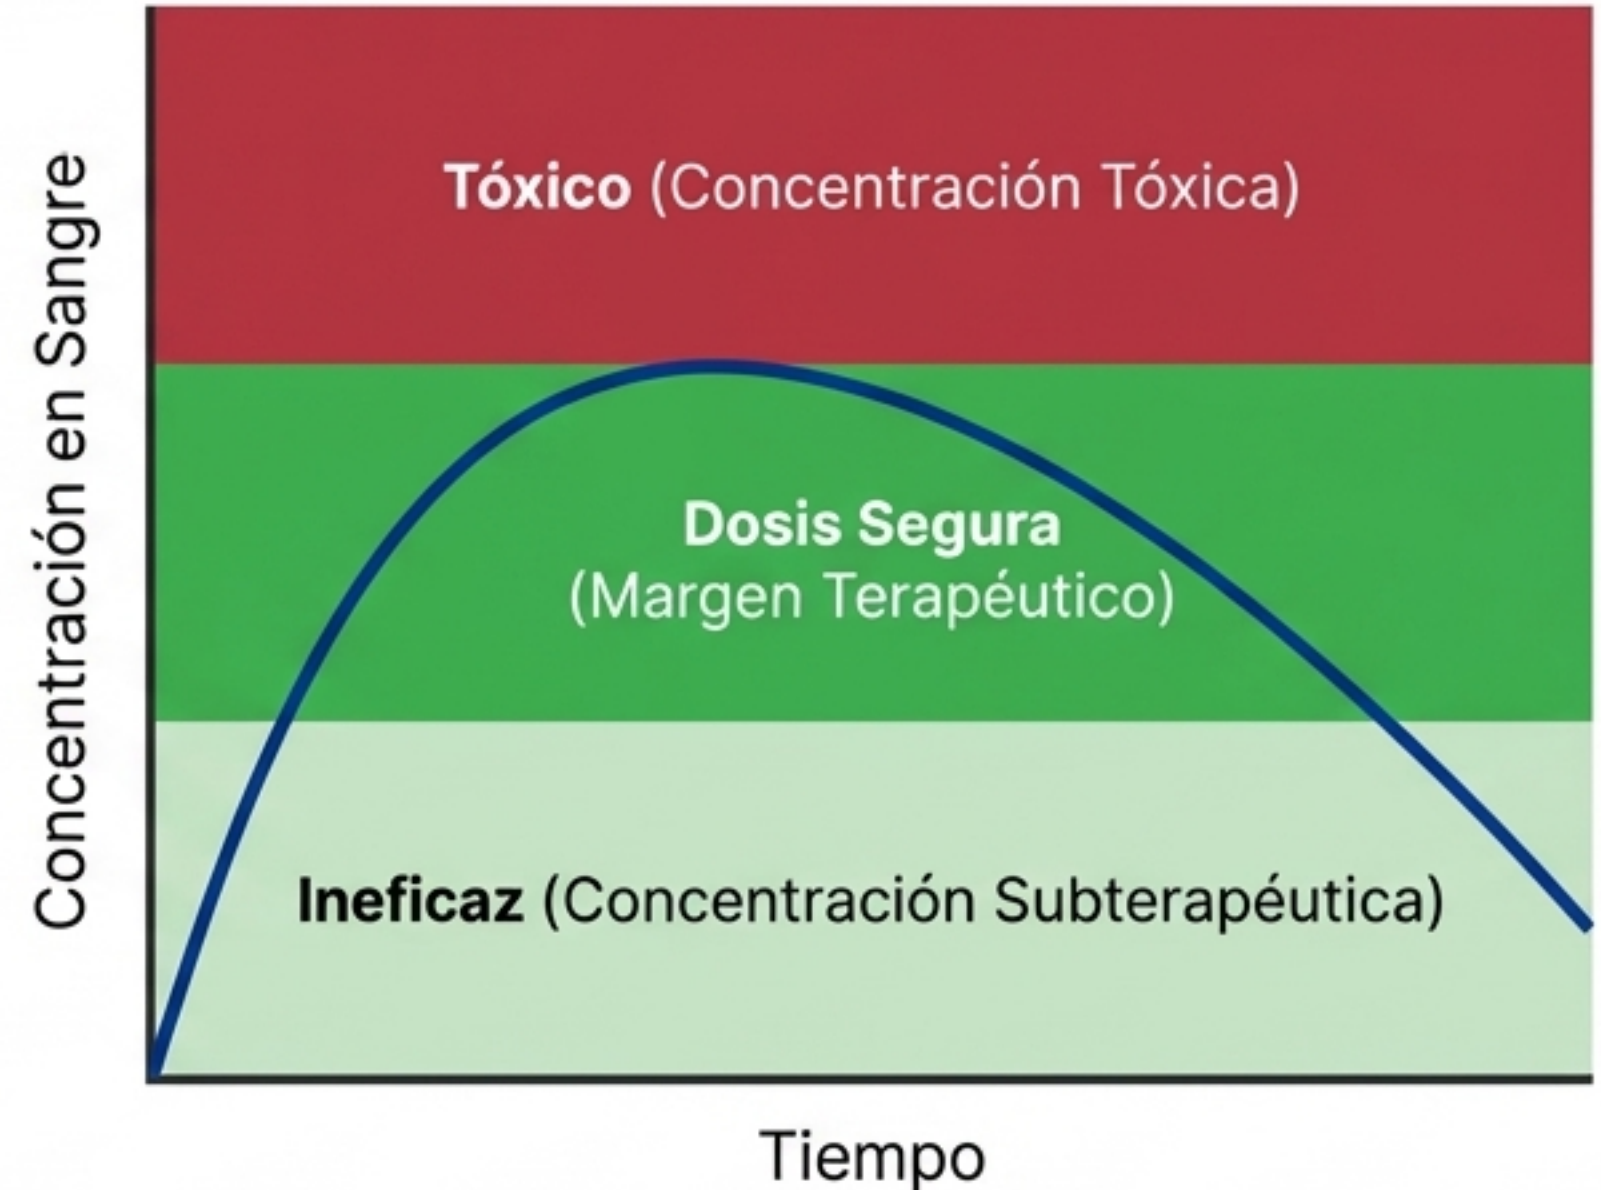 Concentración en Sangre
Tóxico (Concentración Tóxica)
Dosis Segura
(Margen Terapéutico)
Ineficaz (Concentración Subterapéutica)
Tiempo